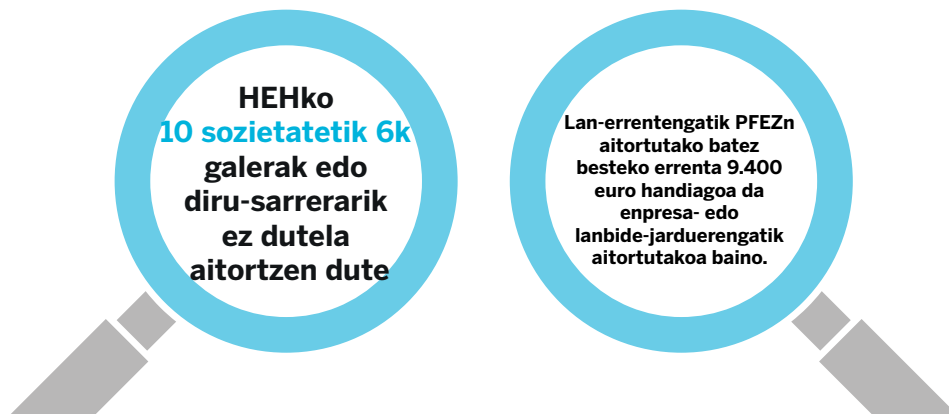 HEHko
10 sozietatetik 6k
galerak edo
diru-sarrerarik
ez dutela
aitortzen dute
Lan-errentengatik PFEZn
aitortutako batez
besteko errenta 9.400
euro handiagoa da
enpresa- edo
lanbide-jarduerengatik
aitortutakoa baino.